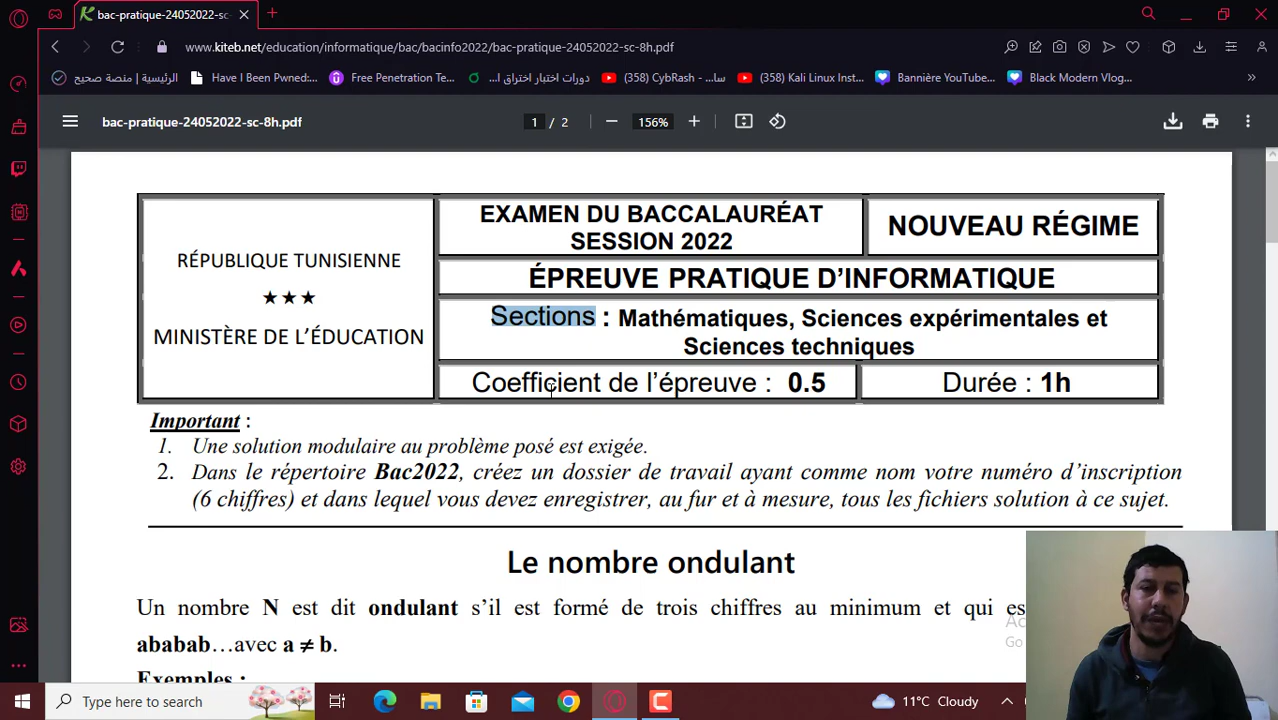 bac-pratique-24052022-sc-
www.kiteb.net/education/informatique/bac/bacinfo2022/bac-pratique-24052022-sc-8h.pdf
الرئيسية | منصة صحيح
Have I Been Pwned:
Free Penetration Te...
دورات اختبار اختراق ا...
(358) CybRash - سا...
(358) Kali Linux Inst...
Bannière YouTube...
Black Modern Vlog...
bac-pratique-24052022-sc-8h.pdf
1 / 2
156%
RÉPUBLIQUE TUNISIENNE
★★★
MINISTÈRE DE L’ÉDUCATION
EXAMEN DU BACCALAURÉAT
SESSION 2022
NOUVEAU RÉGIME
ÉPREUVE PRATIQUE D’INFORMATIQUE
Sections : Mathématiques, Sciences expérimentales et
Sciences techniques
Coefficient de l’épreuve : 0.5
Durée : 1h
Important :
1. Une solution modulaire au problème posé est exigée.
2. Dans le répertoire Bac2022, créez un dossier de travail ayant comme nom votre numéro d’inscription
(6 chiffres) et dans lequel vous devez enregistrer, au fur et à mesure, tous les fichiers solution à ce sujet.
Le nombre ondulant
Un nombre N est dit ondulant s’il est formé de trois chiffres au minimum et qui es
ababab…avec a ≠ b.
Exemples :
Go
Type here to search
11°C Cloudy